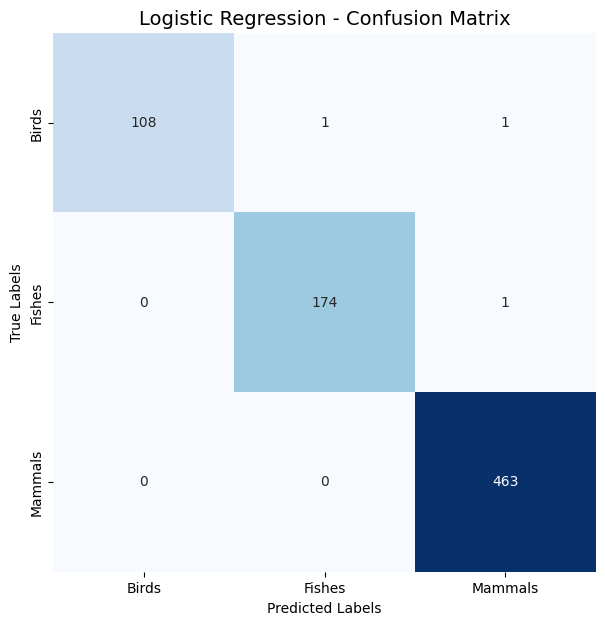 Logistic Regression - Confusion Matrix
True Labels
Birds
108 1 1
Fishes
0 174 1
Mammals
0 0 463
Birds Fishes Mammals
Predicted Labels